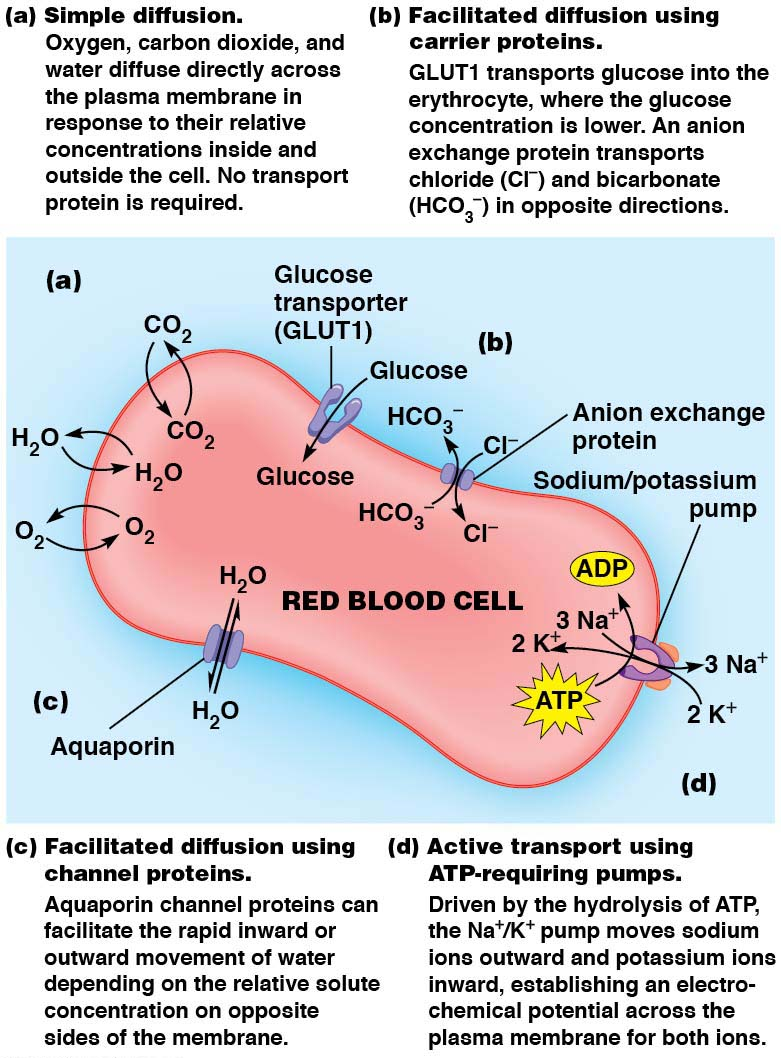 (a) Simple diffusion.
Oxygen, carbon dioxide, and
water diffuse directly across
the plasma membrane in
response to their relative
concentrations inside and
outside the cell. No transport
protein is required.
(b) Facilitated diffusion using
carrier proteins.
GLUT1 transports glucose into the
erythrocyte, where the glucose
concentration is lower. An anion
exchange protein transports
chloride (Cl⁻) and bicarbonate
(HCO₃⁻) in opposite directions.
(a)
CO₂
CO₂
H₂O
H₂O
O₂
O₂
Glucose
transporter
(GLUT1)
Glucose
Glucose
(b)
HCO₃⁻
Cl⁻
HCO₃⁻
Cl⁻
Anion exchange
protein
Sodium/potassium
pump
RED BLOOD CELL
H₂O
H₂O
(c)
Aquaporin
ADP
3 Na⁺
2 K⁺
ATP
3 Na⁺
2 K⁺
(d)
(c) Facilitated diffusion using
channel proteins.
Aquaporin channel proteins can
facilitate the rapid inward or
outward movement of water
depending on the relative solute
concentration on opposite
sides of the membrane.
(d) Active transport using
ATP-requiring pumps.
Driven by the hydrolysis of ATP,
the Na⁺/K⁺ pump moves sodium
ions outward and potassium ions
inward, establishing an electro-
chemical potential across the
plasma membrane for both ions.